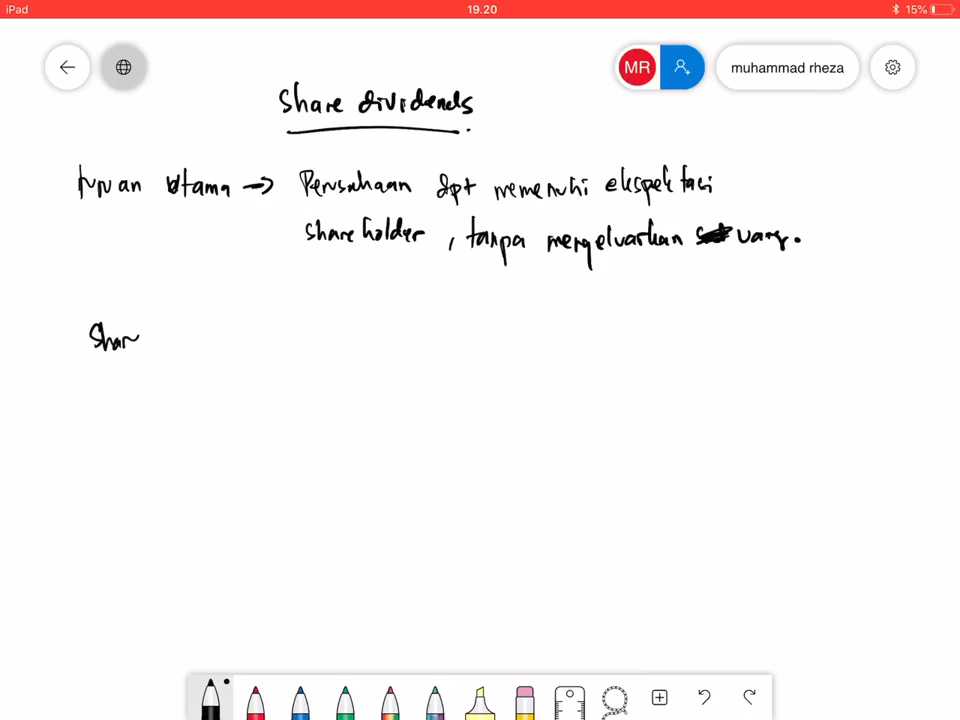 iPad 19.20 15%
MR muhammad rheza
Share dividends
tujuan utama → Perusahaan dpt memenuhi ekspektasi
shareholder, tanpa mengeluarkan uang.
Shar